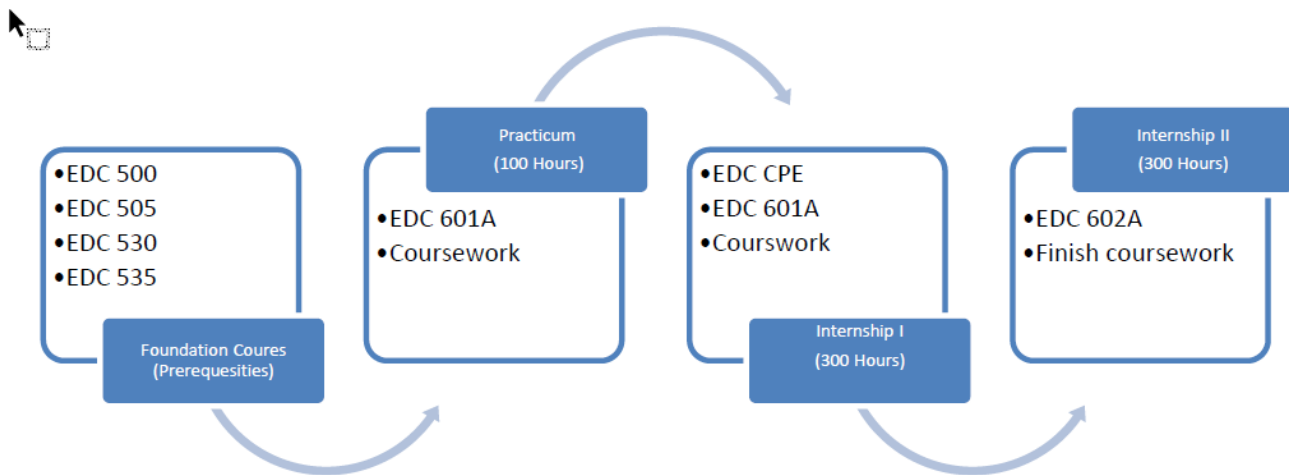 •EDC 500
•EDC 505
•EDC 530
•EDC 535
Foundation Coures
(Prerequesities)
Practicum
(100 Hours)
•EDC 601A
•Coursework
•EDC CPE
•EDC 601A
•Courswork
Internship I
(300 Hours)
Internship II
(300 Hours)
•EDC 602A
•Finish coursework